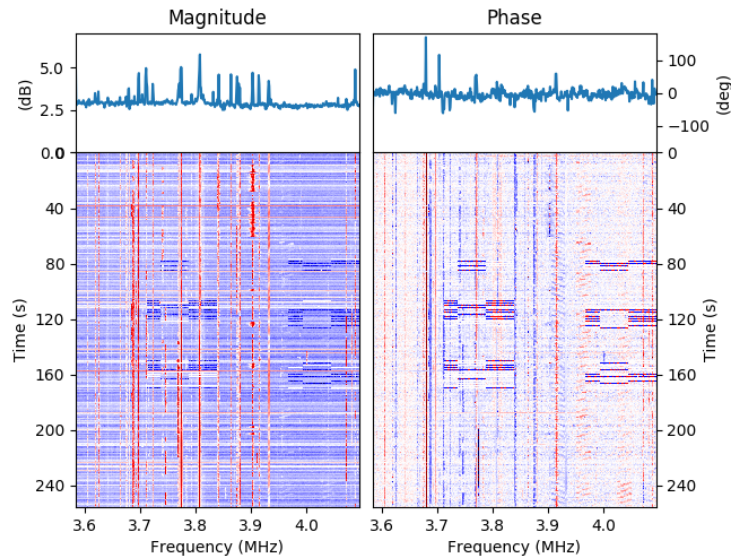 Magnitude Phase
5.0
2.5
0.0
(dB)
100
0
−100
(deg)
0
40
80
120
160
200
240
Time (s)
0
40
80
120
160
200
240
Time (s)
3.6 3.7 3.8 3.9 4.0
3.6 3.7 3.8 3.9 4.0
Frequency (MHz) Frequency (MHz)